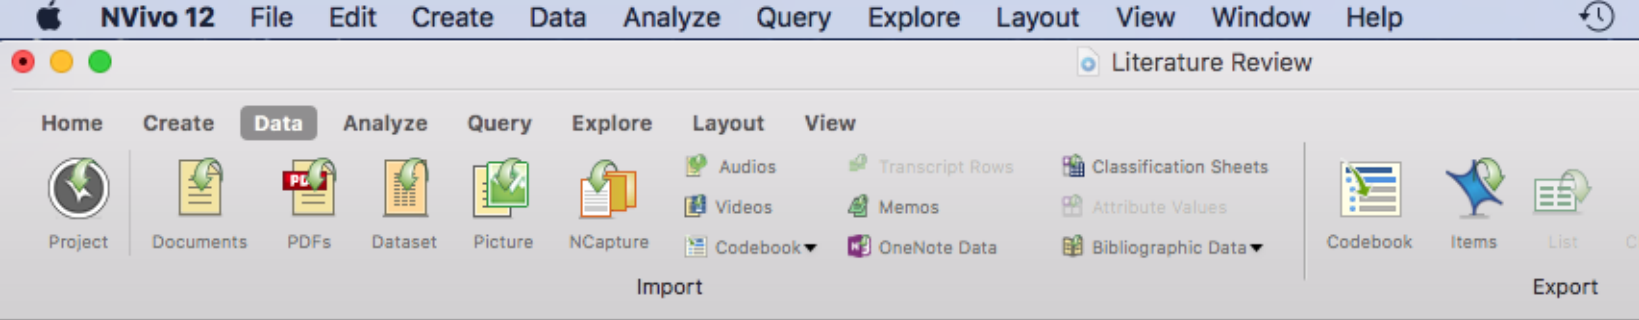 NVivo 12 File Edit Create Data Analyze Query Explore Layout View Window Help
Literature Review
Home Create Data Analyze Query Explore Layout View
Audios Transcript Rows Classification Sheets
Videos Memos Attribute Values
Project Documents PDFs Dataset Picture NCapture Codebook OneNote Data Bibliographic Data Codebook Items List
Import Export